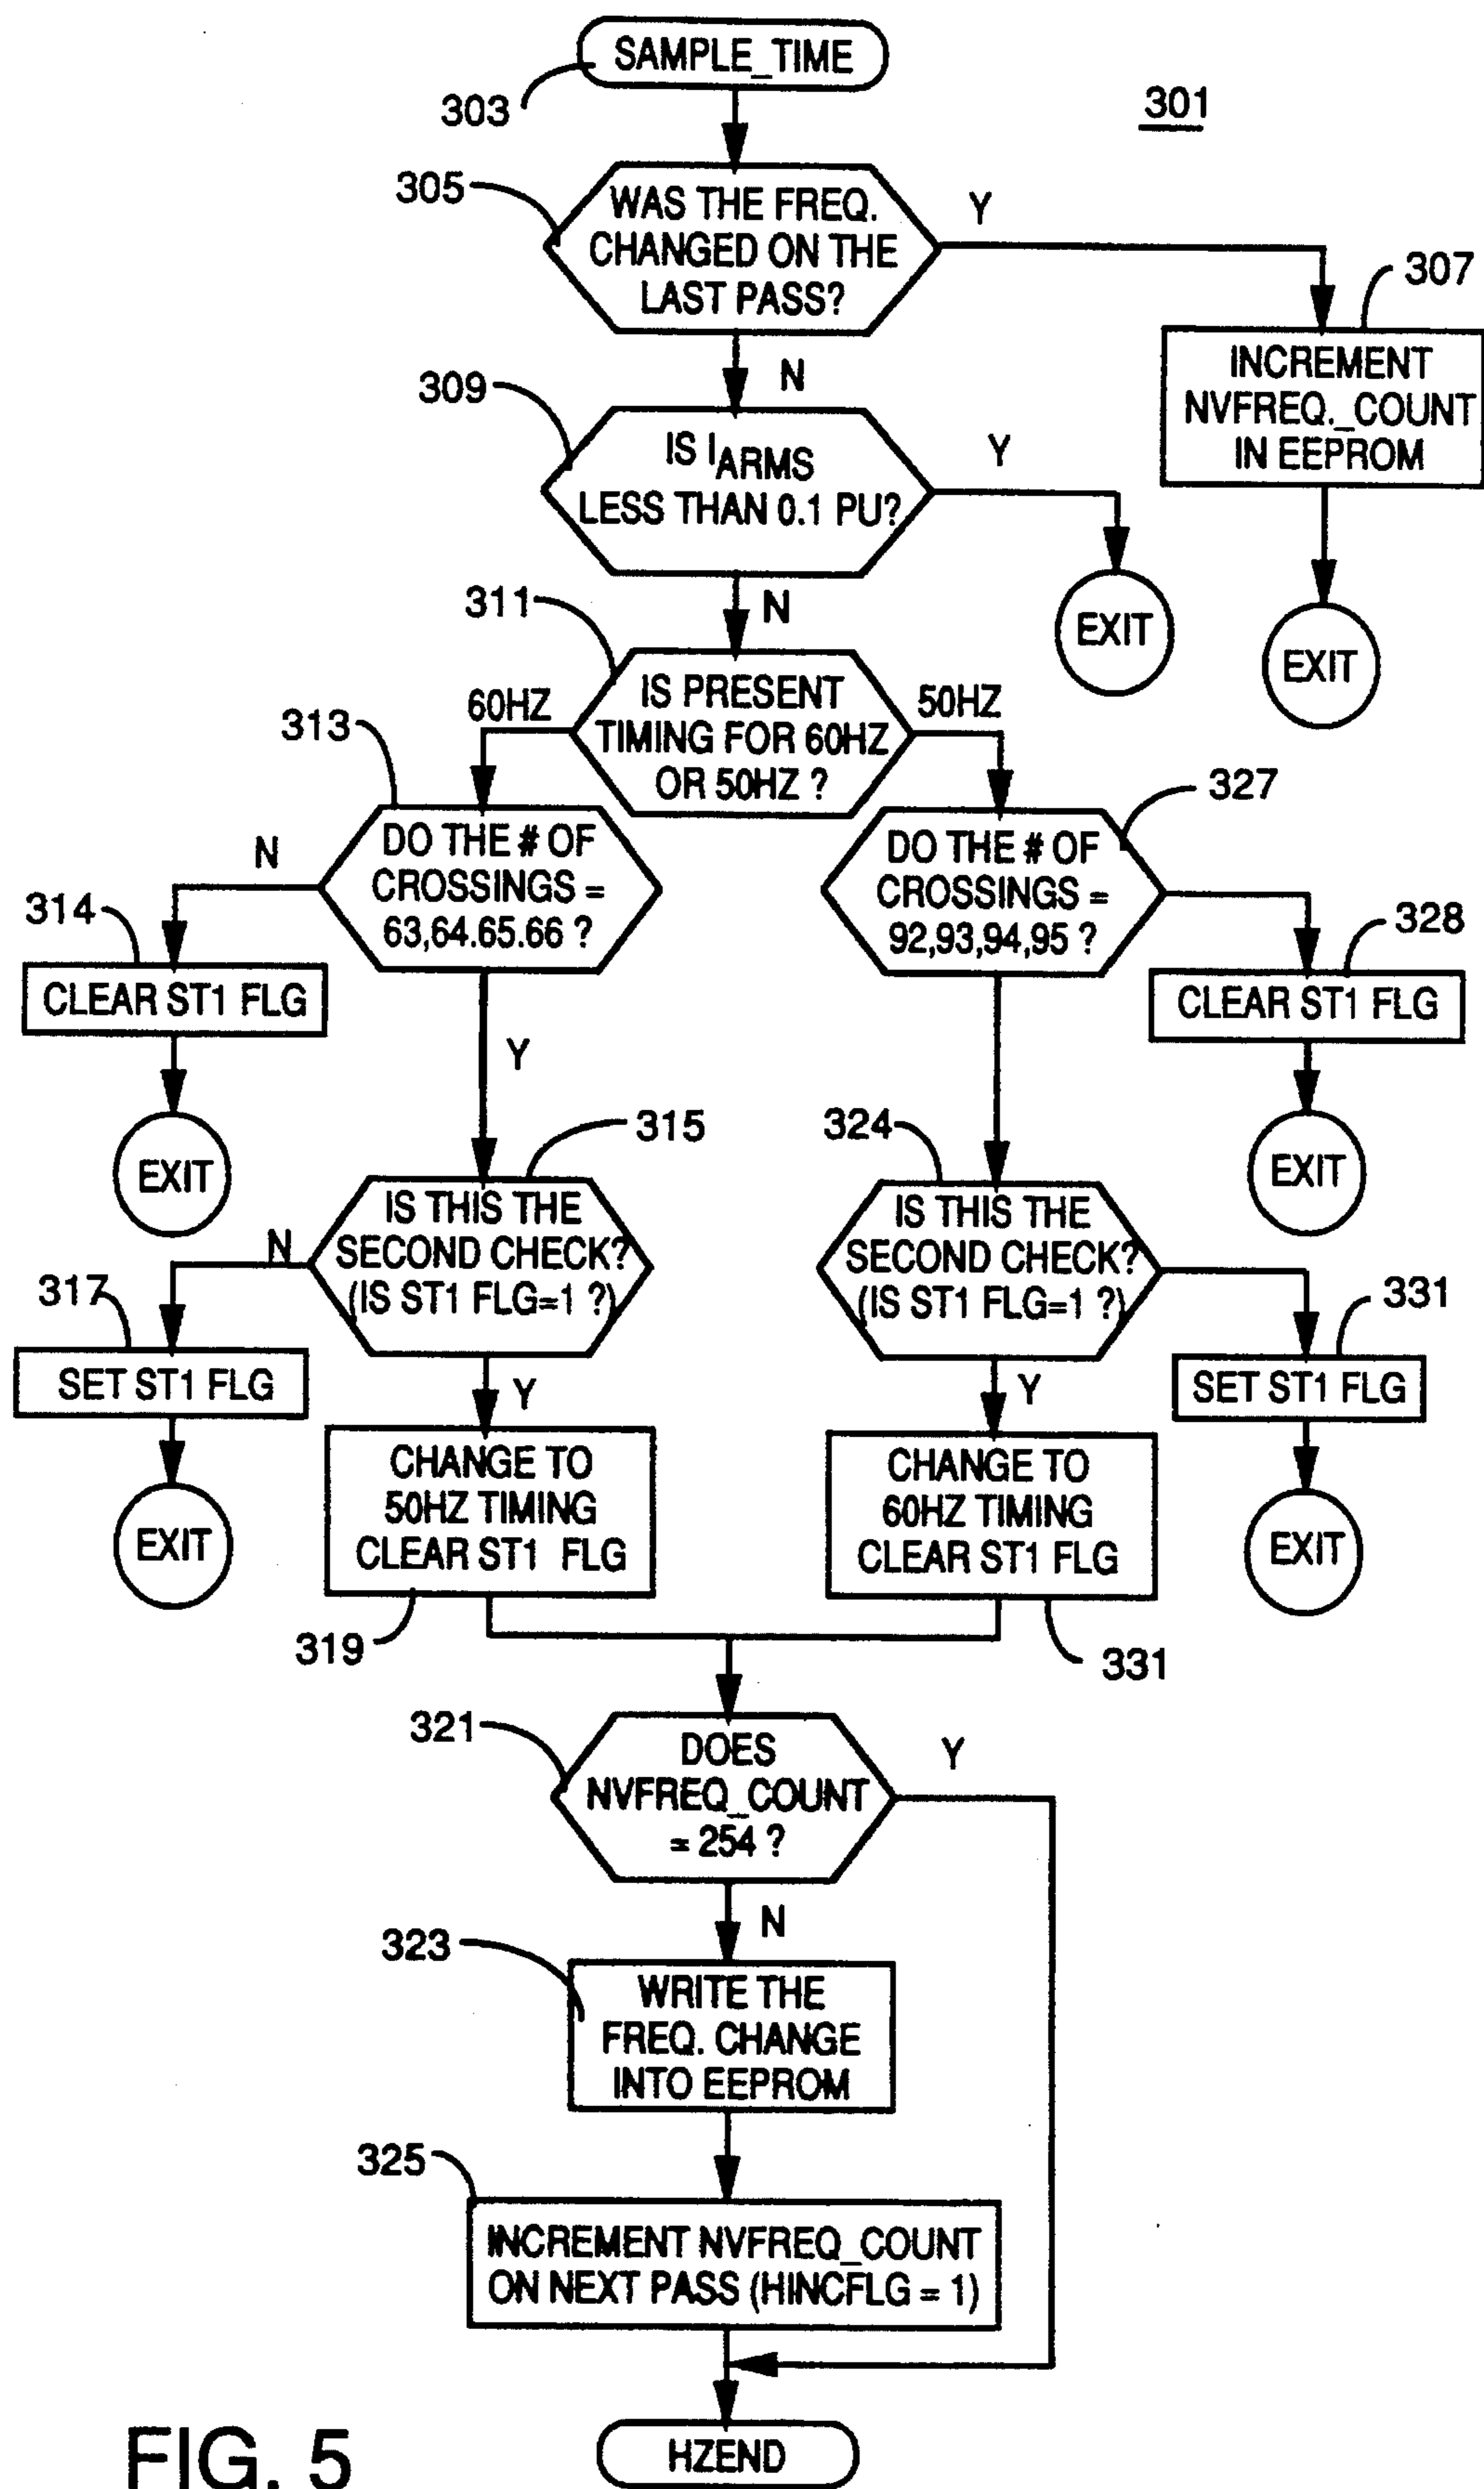 SAMPLE_TIME
303
301
305
WAS THE FREQ.
CHANGED ON THE
LAST PASS?
Y
307
INCREMENT
NVFREQ._COUNT
IN EEPROM
N
309
IS IARMS
LESS THAN 0.1 PU?
Y
EXIT
EXIT
N
311
IS PRESENT
TIMING FOR 60HZ
OR 50HZ ?
60HZ
50HZ
313
DO THE # OF
CROSSINGS =
63,64.65.66 ?
327
DO THE # OF
CROSSINGS =
92,93,94,95 ?
N
314
CLEAR ST1 FLG
EXIT
328
CLEAR ST1 FLG
EXIT
Y
315
IS THIS THE
SECOND CHECK?
(IS ST1 FLG=1 ?)
324
IS THIS THE
SECOND CHECK?
(IS ST1 FLG=1 ?)
N
317
SET ST1 FLG
EXIT
331
SET ST1 FLG
EXIT
Y
CHANGE TO
50HZ TIMING
CLEAR ST1 FLG
319
Y
CHANGE TO
60HZ TIMING
CLEAR ST1 FLG
331
321
DOES
NVFREQ_COUNT
= 254 ?
Y
N
323
WRITE THE
FREQ. CHANGE
INTO EEPROM
325
INCREMENT NVFREQ_COUNT
ON NEXT PASS (HINCFLG = 1)
HZEND
FIG. 5